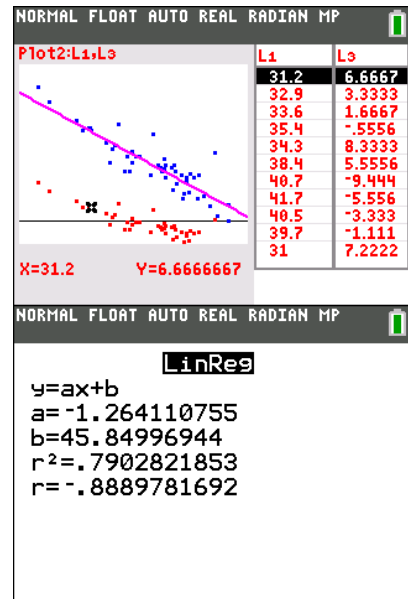 NORMAL FLOAT AUTO REAL RADIAN MP
Plot2:L1,L3
L1 L3
31.2 6.6667
32.9 3.3333
33.6 1.6667
35.4 -.5556
34.3 8.3333
38.4 5.5556
40.7 -9.444
41.7 -5.556
40.5 -3.333
39.7 -1.111
31 7.2222
X=31.2 Y=6.6666667
NORMAL FLOAT AUTO REAL RADIAN MP
LinReg
y=ax+b
a=-1.264110755
b=45.84996944
r²=.7902821853
r=-.8889781692